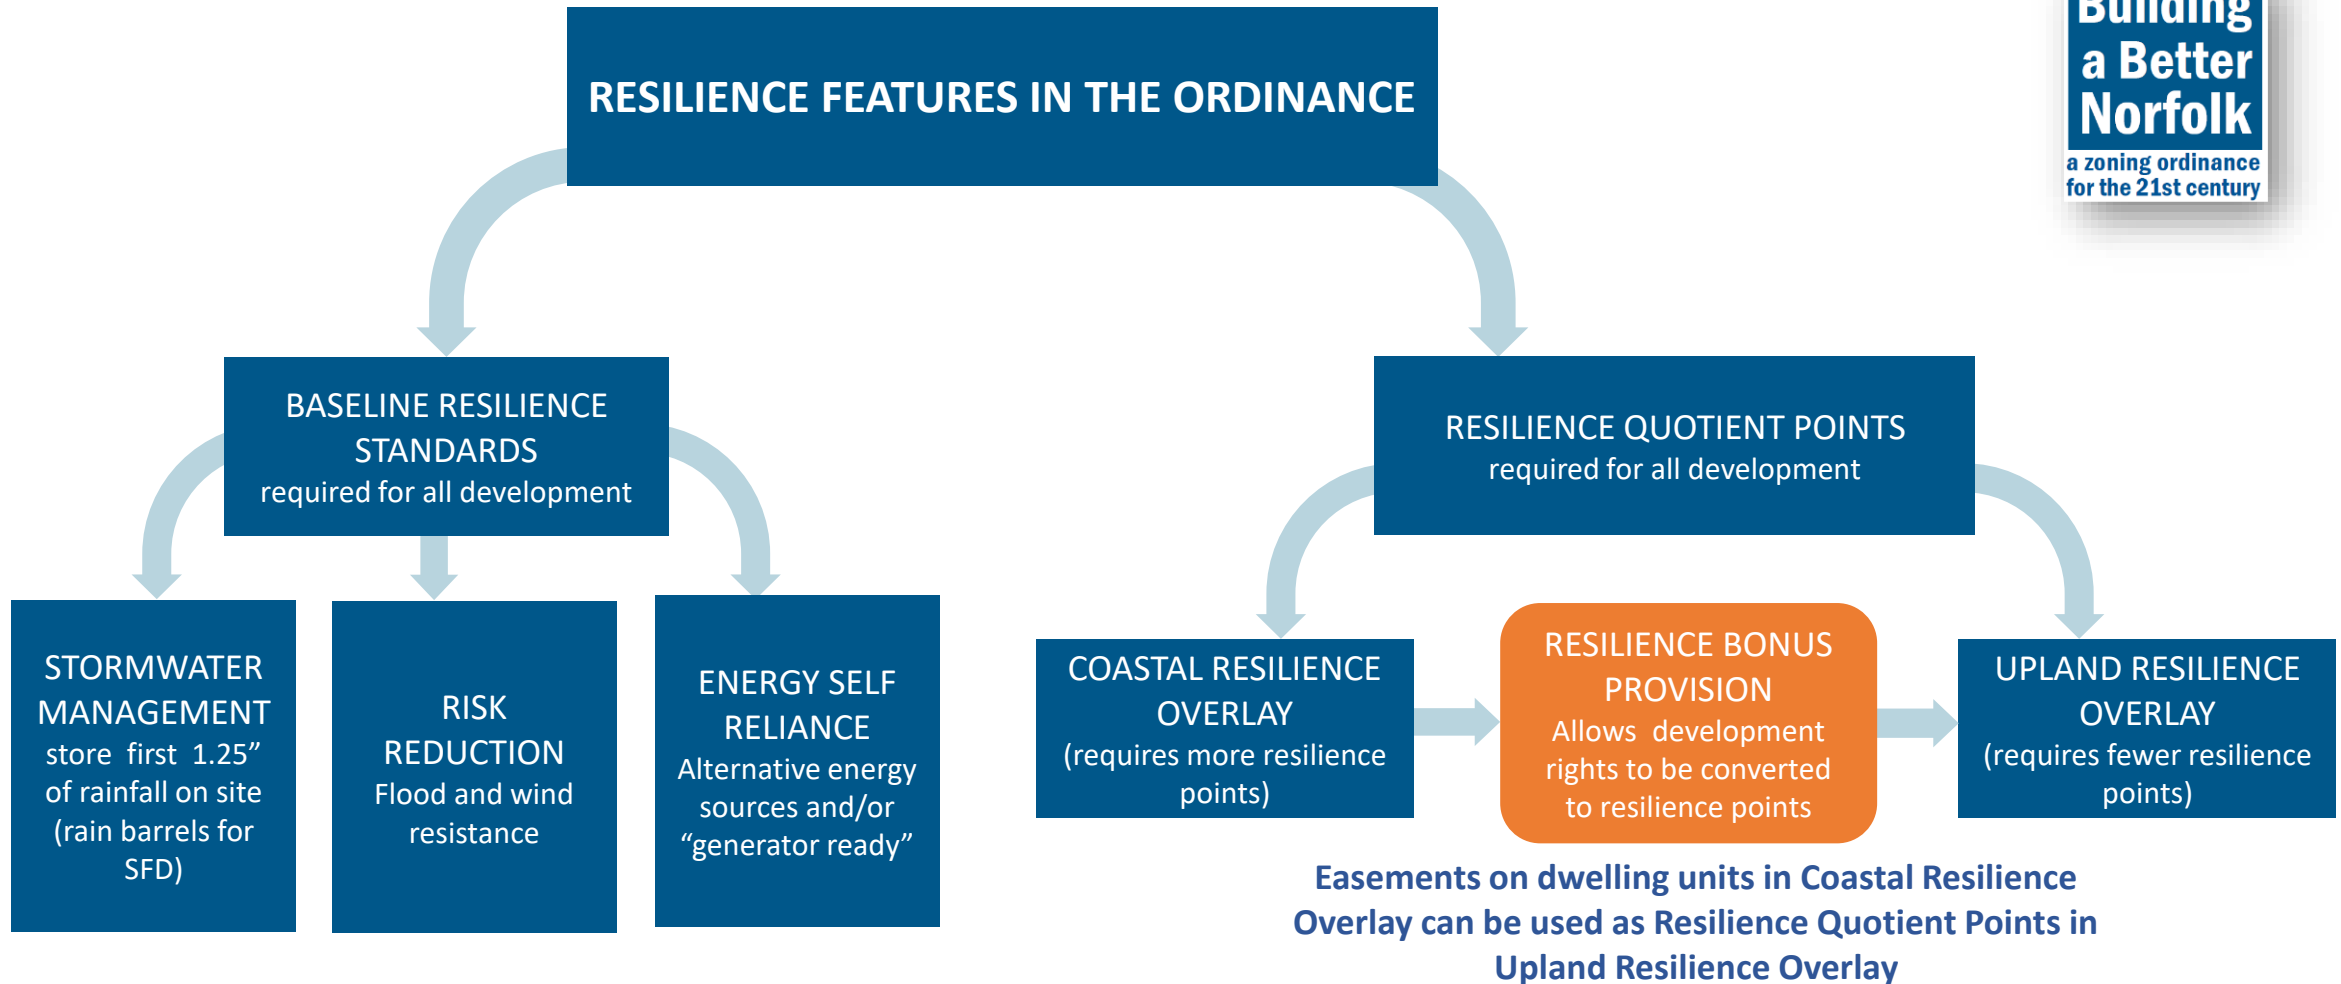 Building
a Better
Norfolk
a zoning ordinance
for the 21st century
RESILIENCE FEATURES IN THE ORDINANCE
BASELINE RESILIENCE
STANDARDS
required for all development
RESILIENCE QUOTIENT POINTS
required for all development
STORMWATER
MANAGEMENT
store first 1.25”
of rainfall on site
(rain barrels for
SFD)
RISK
REDUCTION
Flood and wind
resistance
ENERGY SELF
RELIANCE
Alternative energy
sources and/or
“generator ready”
COASTAL RESILIENCE
OVERLAY
(requires more resilience
points)
RESILIENCE BONUS
PROVISION
Allows development
rights to be converted
to resilience points
UPLAND RESILIENCE
OVERLAY
(requires fewer resilience
points)
Easements on dwelling units in Coastal Resilience
Overlay can be used as Resilience Quotient Points in
Upland Resilience Overlay